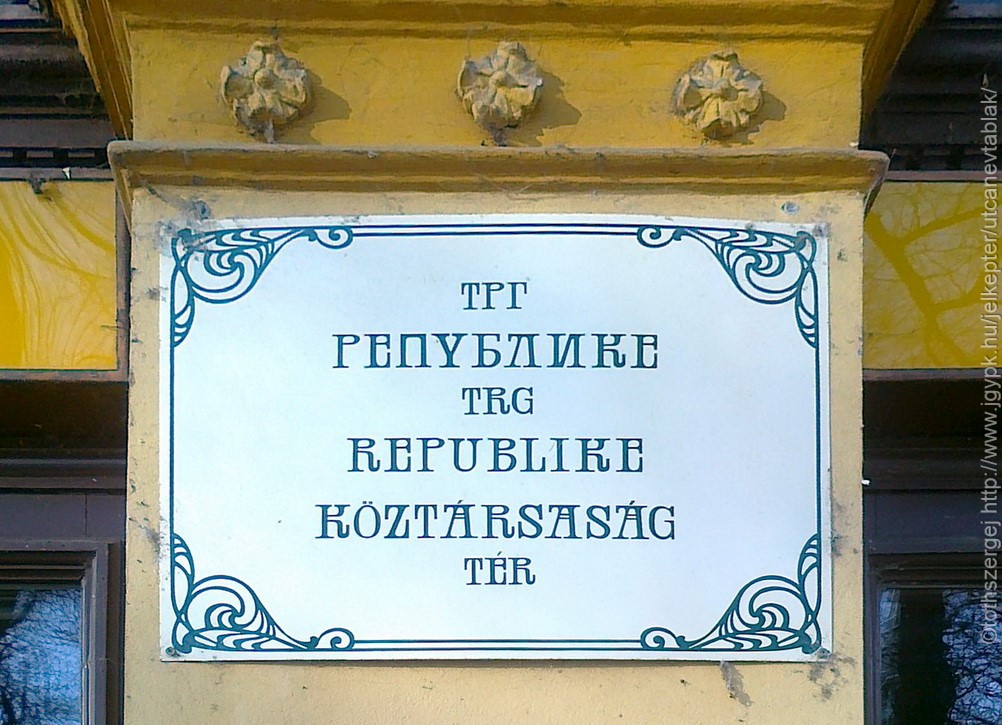 ТРГ
РЕПУБЛИКЕ
TRG
REPUBLIKE
KÖZTÁRSASÁG
TÉR
©tothszergej http://www.jgypk.hu/jelkepter/utcanevtablak/